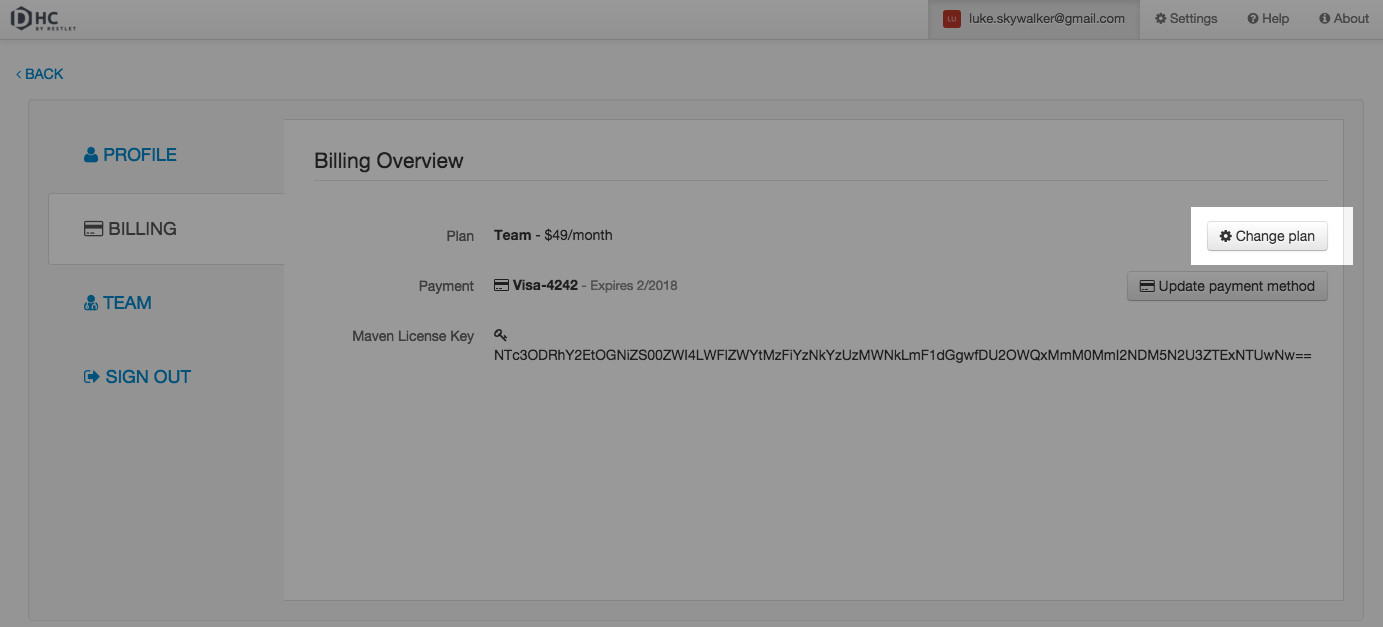 DHC
BY RESTLET
LU luke.skywalker@gmail.com Settings Help About
‹ BACK
PROFILE
BILLING
TEAM
SIGN OUT
Billing Overview
Plan Team - $49/month Change plan
Payment Visa-4242 - Expires 2/2018 Update payment method
Maven License Key
NTc3ODRhY2EtOGNiZS00ZWI4LWFlZWYtMzFiYzNkYzUzMWNkLmF1dGgwfDU2OWQxMmM0MmI2NDM5N2U3ZTExNTUwNw==